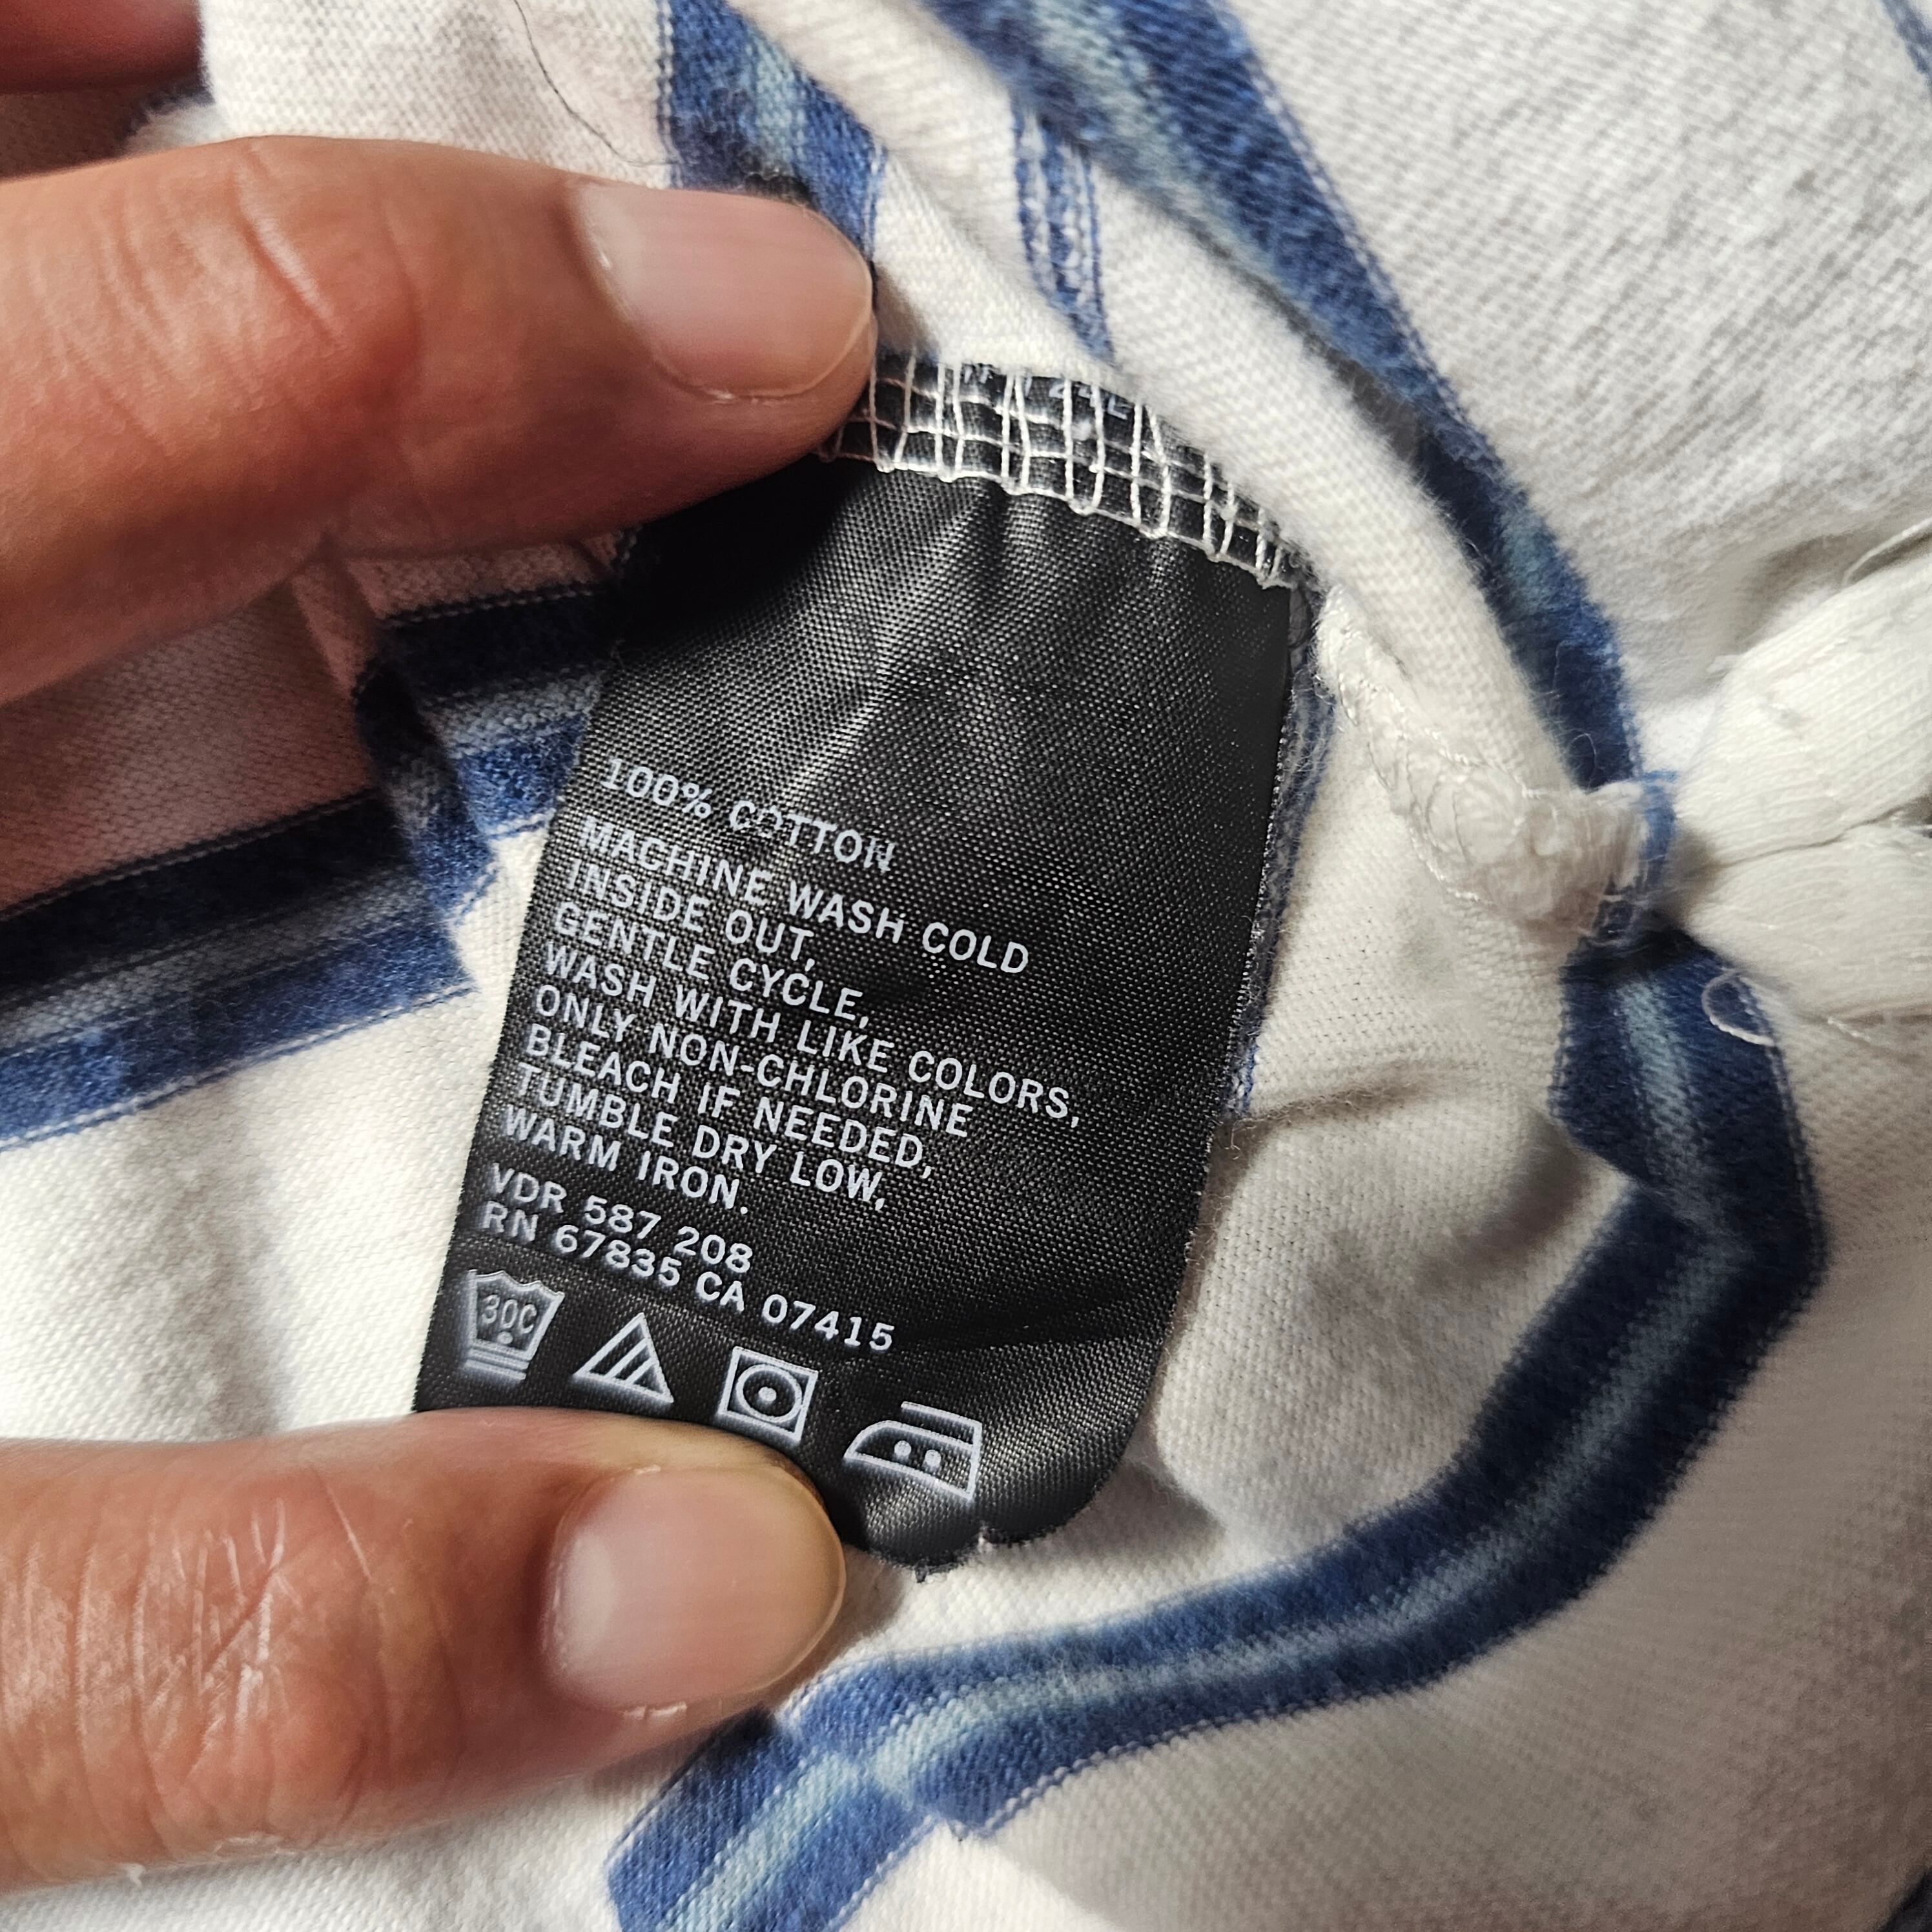 100% COTTON
MACHINE WASH COLD
INSIDE OUT,
GENTLE CYCLE,
WASH WITH LIKE COLORS,
ONLY NON-CHLORINE
BLEACH IF NEEDED,
TUMBLE DRY LOW,
WARM IRON.
VDR 587 208
RN 67835 CA 07415
30C